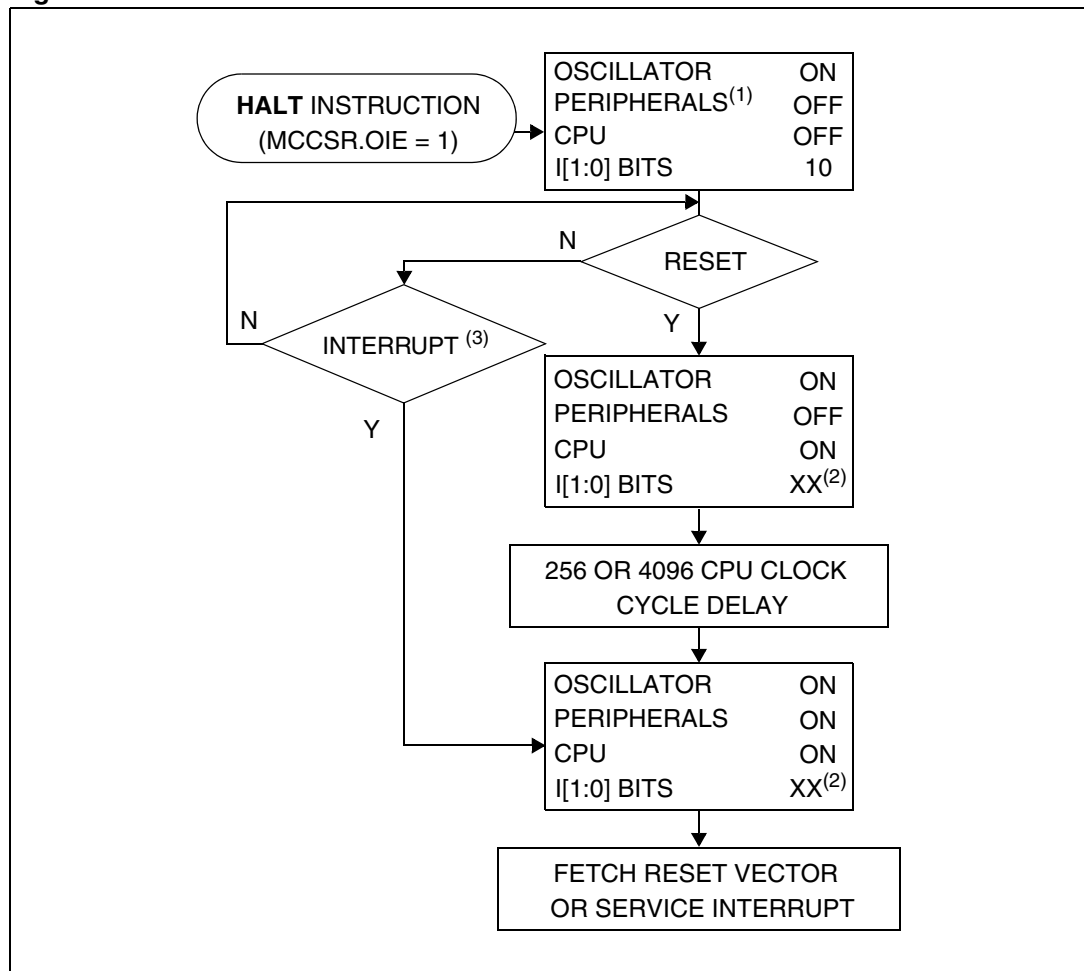 HALT INSTRUCTION
(MCCSR.OIE = 1)
OSCILLATOR ON
PERIPHERALS(1) OFF
CPU OFF
I[1:0] BITS 10
RESET
N
Y
INTERRUPT (3)
N
Y
OSCILLATOR ON
PERIPHERALS OFF
CPU ON
I[1:0] BITS XX(2)
256 OR 4096 CPU CLOCK
CYCLE DELAY
OSCILLATOR ON
PERIPHERALS ON
CPU ON
I[1:0] BITS XX(2)
FETCH RESET VECTOR
OR SERVICE INTERRUPT